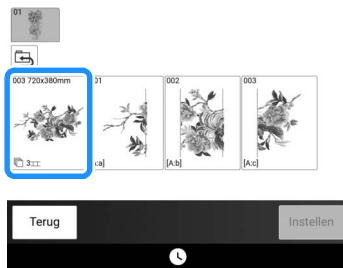 01
003 720x380mm
01
002
003
3
:a]
[A:b]
[A:c]
Terug
Instellen